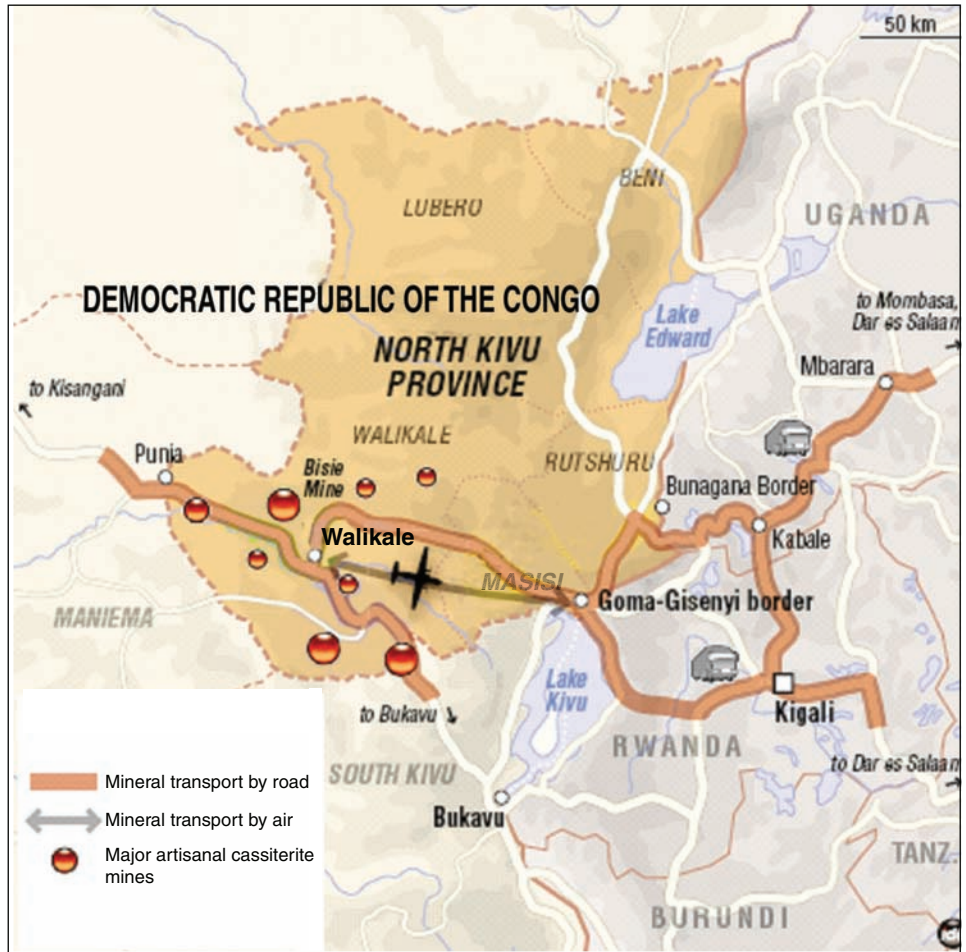 50 km
BENI
LUBERO
UGANDA
DEMOCRATIC REPUBLIC OF THE CONGO
to Mombasa,
Dar es Salaam
Lake
Edward
NORTH KIVU
PROVINCE
Mbarara
to Kisangani
WALIKALE
Punia
RUTSHURU
Bisie
Mine
Bunagana Border
Walikale
Kabale
MASISI
Goma-Gisenyi border
MANIEMA
Lake
Kivu
to Bukavu
Kigali
RWANDA
SOUTH KIVU
to Dar es Salaam
Mineral transport by road
Mineral transport by air
Bukavu
Major artisanal cassiterite
mines
TANZ.
BURUNDI